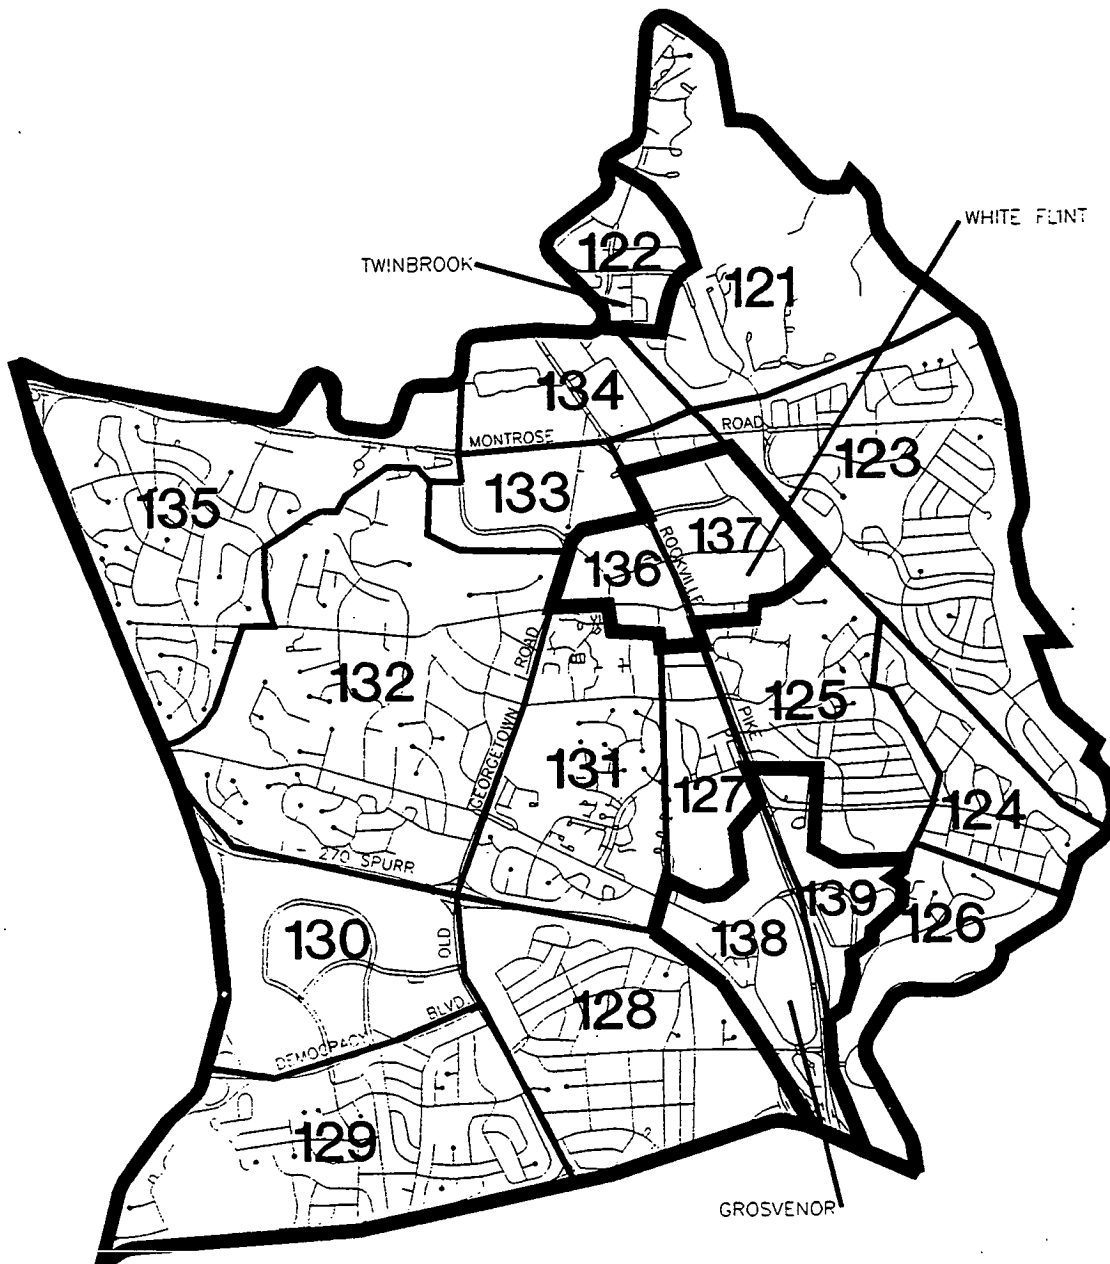 WHITE FLINT
122
TWINBROOK
121
134
MONTROSE
ROAD
123
133
135
137
136
ROCKVILLE
ROAD
132
125
PIKE
GEORGETOWN
131
127
124
270 SPURR
139
126
130
OLD
138
128
BLVD.
DEMOCRACY
129
GROSVENOR